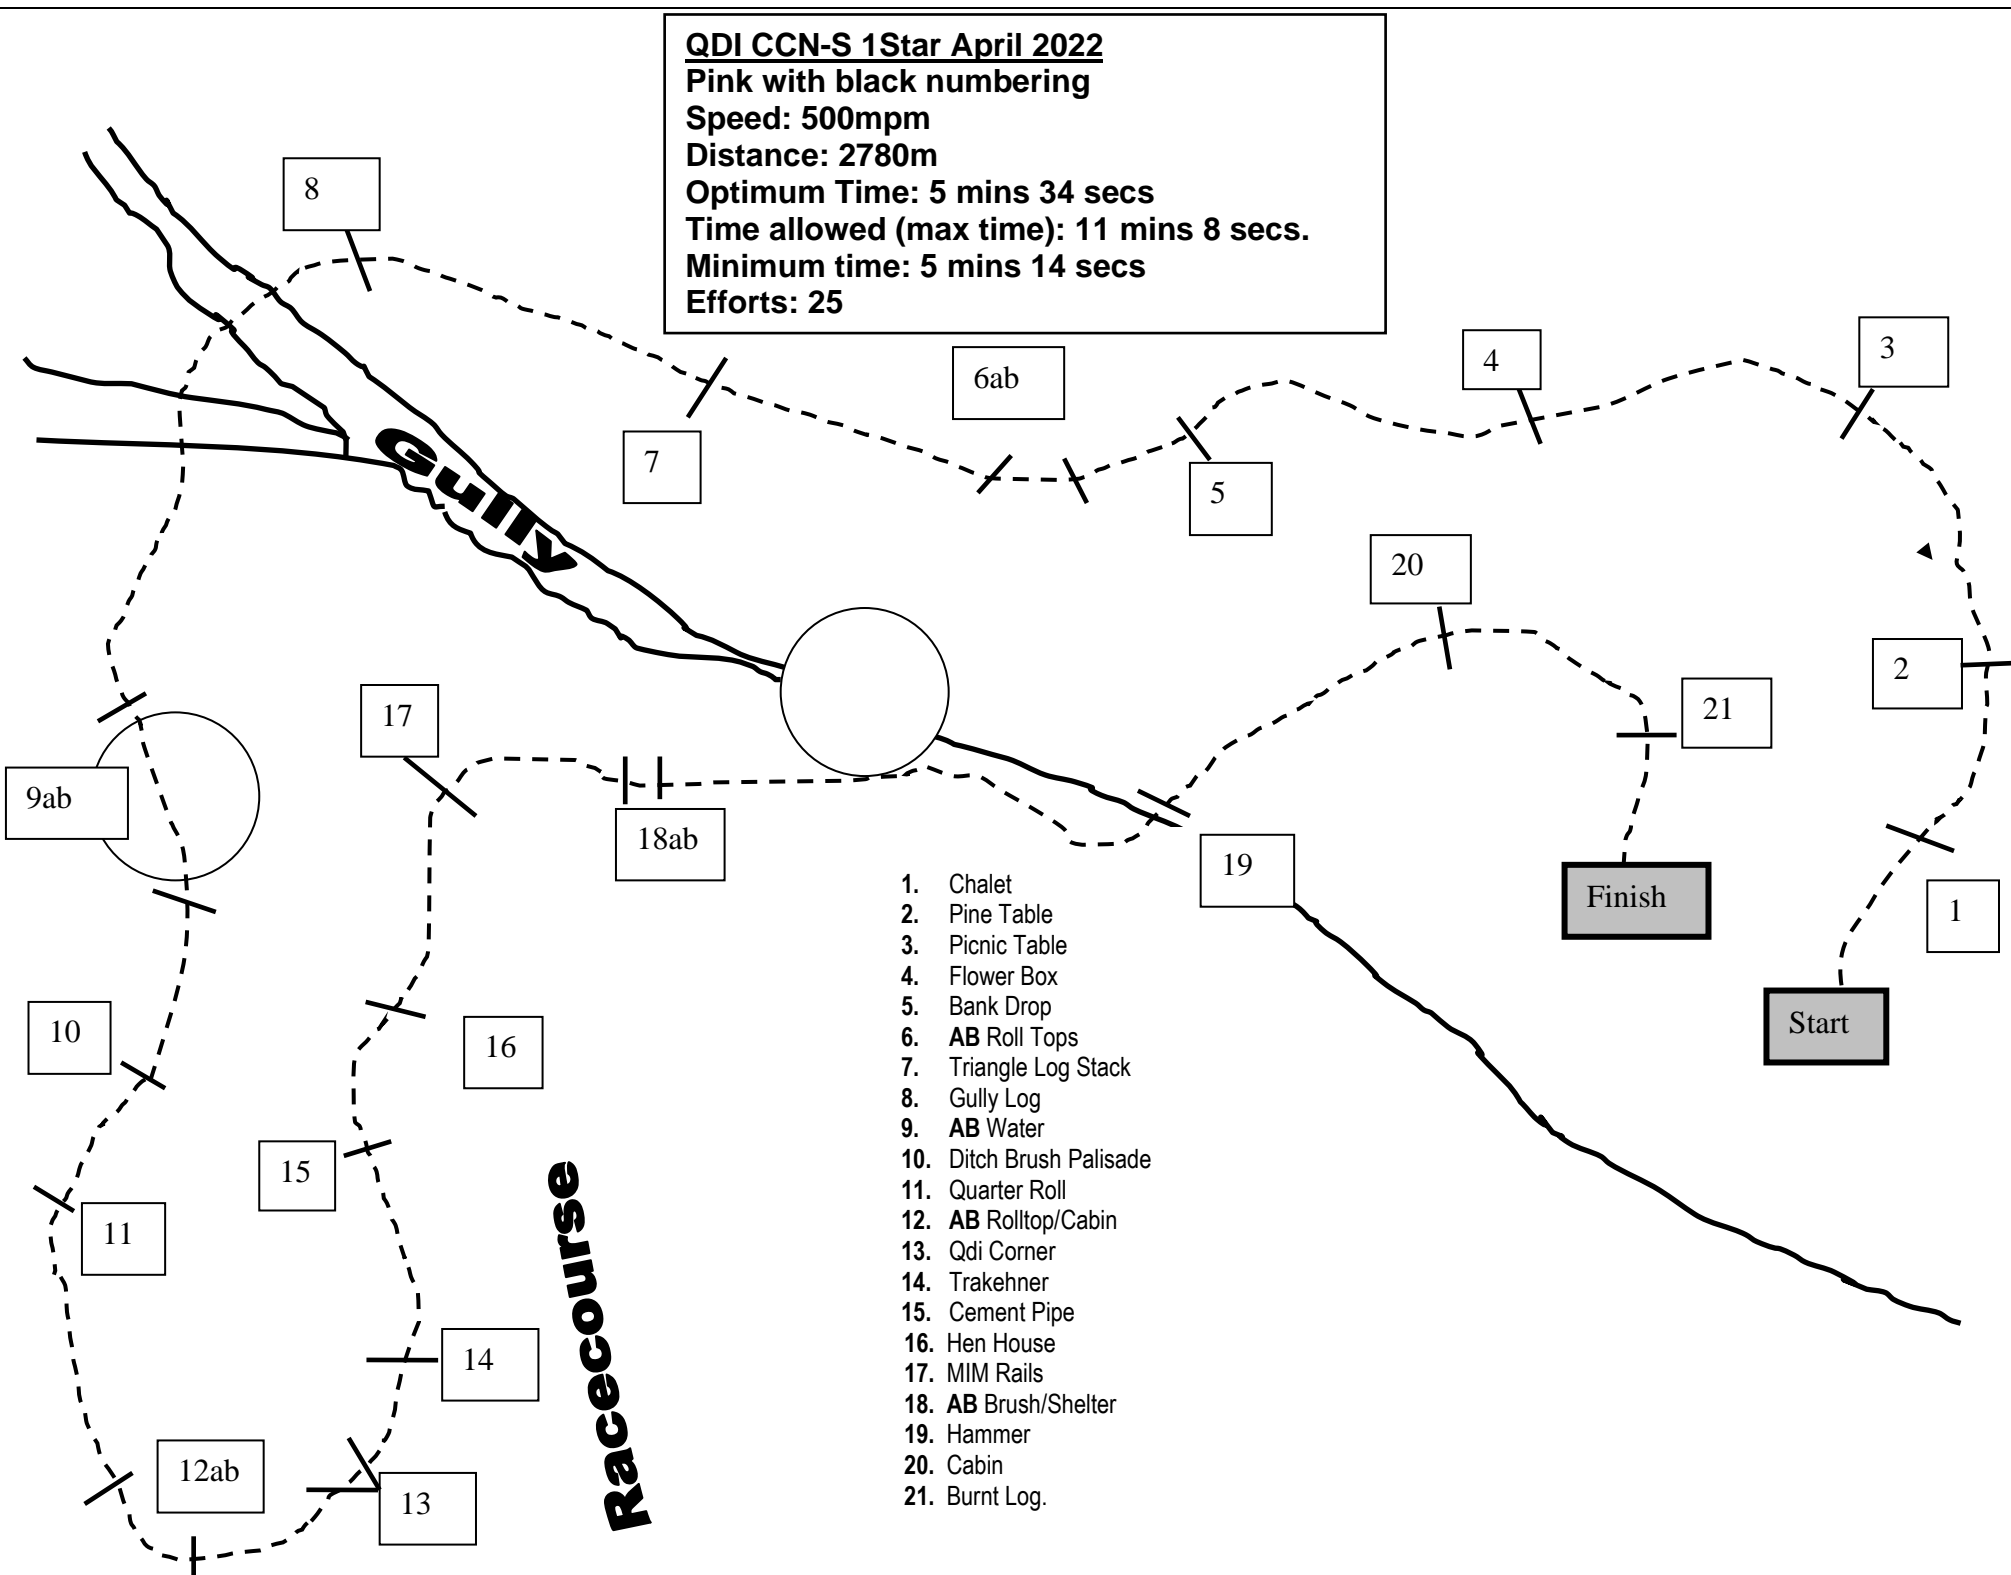 QDI CCN-S 1Star April 2022
Pink with black numbering
Speed: 500mpm
Distance: 2780m
Optimum Time: 5 mins 34 secs
Time allowed (max time): 11 mins 8 secs.
Minimum time: 5 mins 14 secs
Efforts: 25
8
3
4
6ab
7
5
Gully
20
2
17
21
9ab
18ab
19
Finish
1
10
Start
16
15
11
14
12ab
13
Racecourse
1. Chalet
2. Pine Table
3. Picnic Table
4. Flower Box
5. Bank Drop
6. AB Roll Tops
7. Triangle Log Stack
8. Gully Log
9. AB Water
10. Ditch Brush Palisade
11. Quarter Roll
12. AB Rolltop/Cabin
13. Qdi Corner
14. Trakehner
15. Cement Pipe
16. Hen House
17. MIM Rails
18. AB Brush/Shelter
19. Hammer
20. Cabin
21. Burnt Log.